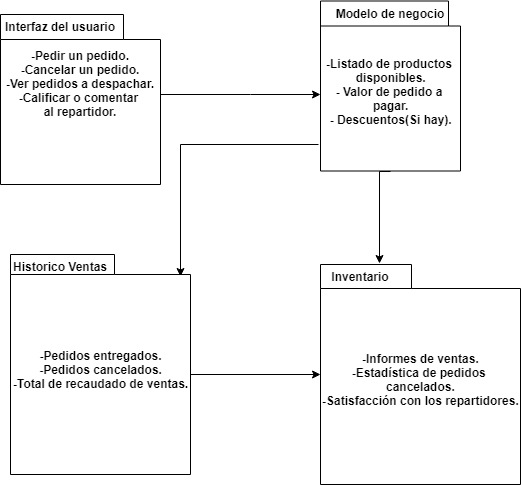 Interfaz del usuario
-Pedir un pedido.
-Cancelar un pedido.
-Ver pedidos a despachar.
-Calificar o comentar
al repartidor.
Modelo de negocio
-Listado de productos
disponibles.
- Valor de pedido a
pagar.
- Descuentos(Si hay).
Historico Ventas
-Pedidos entregados.
-Pedidos cancelados.
-Total de recaudado de ventas.
Inventario
-Informes de ventas.
-Estadística de pedidos
cancelados.
-Satisfacción con los repartidores.